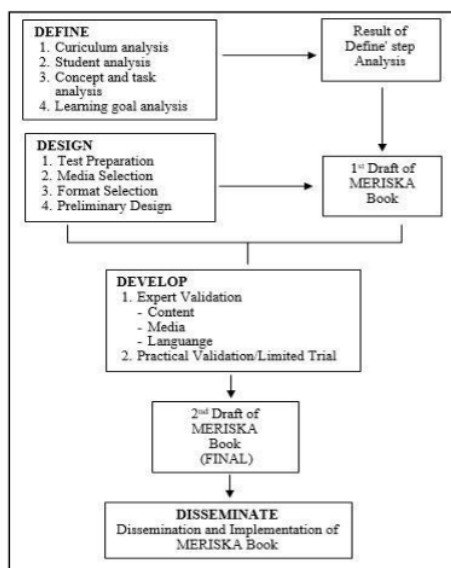 DEFINE
1. Curiculum analysis
2. Student analysis
3. Concept and task
analysis
4. Learning goal analysis
Result of
Define' step
Analysis
DESIGN
1. Test Preparation
2. Media Selection
3. Format Selection
4. Preliminary Design
1st Draft of
MERISKA
Book
DEVELOP
1. Expert Validation
- Content
- Media
- Languange
2. Practical Validation/Limited Trial
2nd Draft of
MERISKA
Book
(FINAL)
DISSEMINATE
Dissemination and Implementation of
MERISKA Book